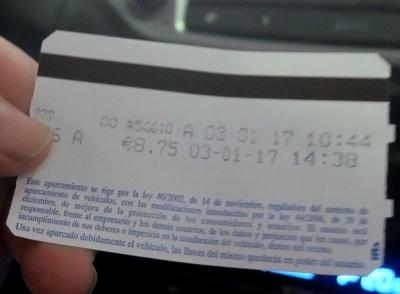 00 #56610 A 03 01 17 10:44
A €8.75 03-01-17 14:38
Este aparcamiento se rige por la ley 40/2002, de 14 de noviembre, reguladora del contrato de
aparcamiento de vehículos, con las modificaciones introducidas por la ley 44/2006, de 29 de
diciembre, de mejora de la protección de los consumidores y usuarios. El usuario será
responsable, frente al empresario y los demás usuarios, de los daños y perjuicios que les cause, por
incumplimiento de sus deberes o impericia en la conducción del vehículo, dentro del
Una vez aparcado debidamente el vehículo, las llaves del mismo quedarán en poder del usuario.